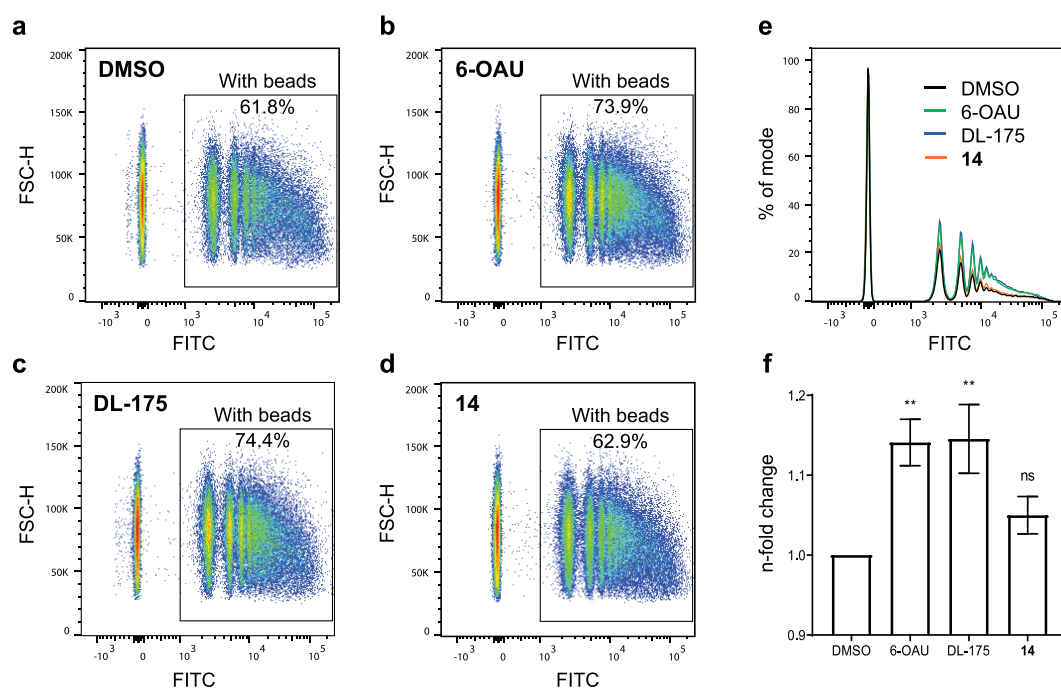 a
DMSO
With beads
61.8%
200K
150K
100K
50K
0
FSC-H
-10³ 0 10³ 10⁴ 10⁵
FITC
b
6-OAU
With beads
73.9%
200K
150K
100K
50K
0
FSC-H
-10³ 0 10³ 10⁴ 10⁵
FITC
e
100
80
60
40
20
0
% of mode
DMSO
6-OAU
DL-175
14
-10³ 0 10³ 10⁴ 10⁵
FITC
c
DL-175
With beads
74.4%
200K
150K
100K
50K
0
FSC-H
-10³ 0 10³ 10⁴ 10⁵
FITC
d
14
With beads
62.9%
200K
150K
100K
50K
0
FSC-H
-10³ 0 10³ 10⁴ 10⁵
FITC
f
1.2
1.1
1.0
0.9
n-fold change
** ** ns
DMSO 6-OAU DL-175 14